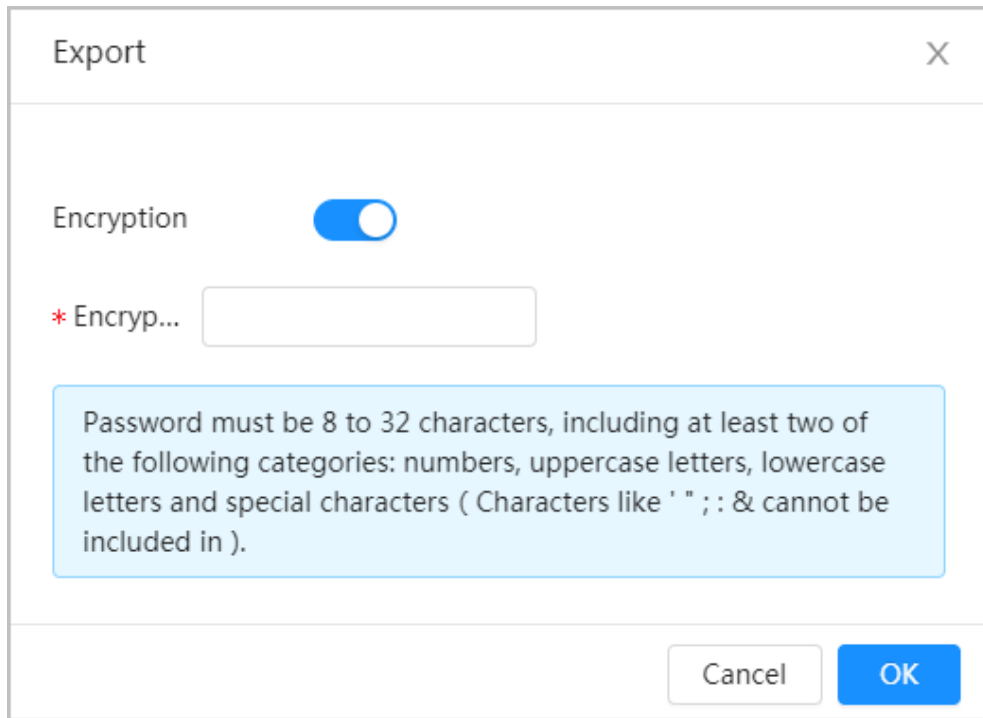 Export X
Encryption
* Encryp...
Password must be 8 to 32 characters, including at least two of
the following categories: numbers, uppercase letters, lowercase
letters and special characters ( Characters like ' " ; : & cannot be
included in ).
Cancel OK